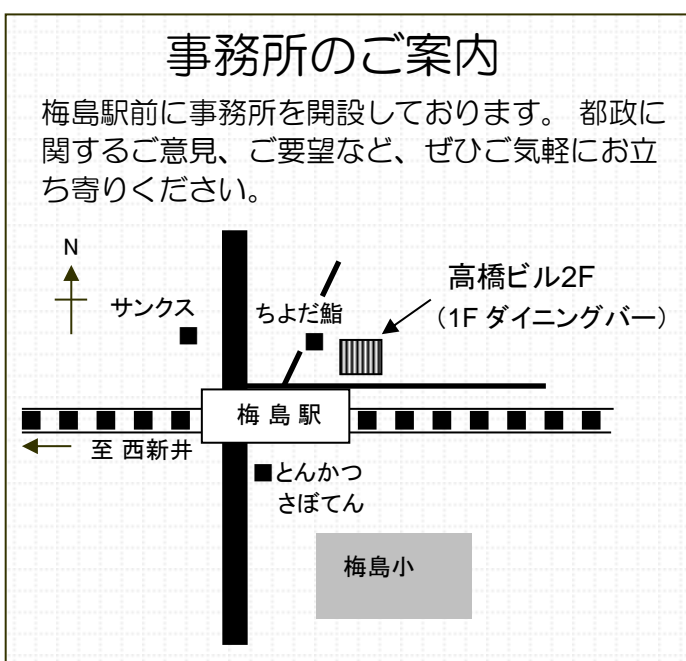 事務所のご案内
梅島駅前に事務所を開設しております。 都政に
関するご意見、ご要望など、ぜひご気軽にお立
ち寄りください。
N
高橋ビル2F
サンクス
ちよだ鮨
(1F ダイニングバー)
梅 島 駅
至 西新井
■とんかつ
さぼてん
梅島小